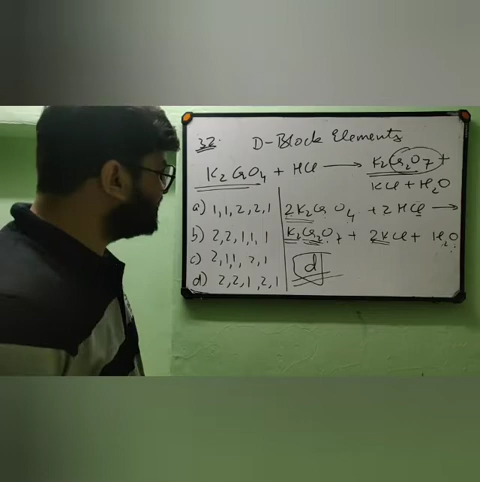 32. D-Block Elements
K2CrO4 + HCl → K2Cr2O7 +
KCl + H2O
a) 1,1,2,2,1
b) 2,2,1,1,1
c) 2,1,1,2,1
d) 2,2,1,2,1
2K2CrO4 + 2HCl →
K2Cr2O7 + 2KCl + H2O
d